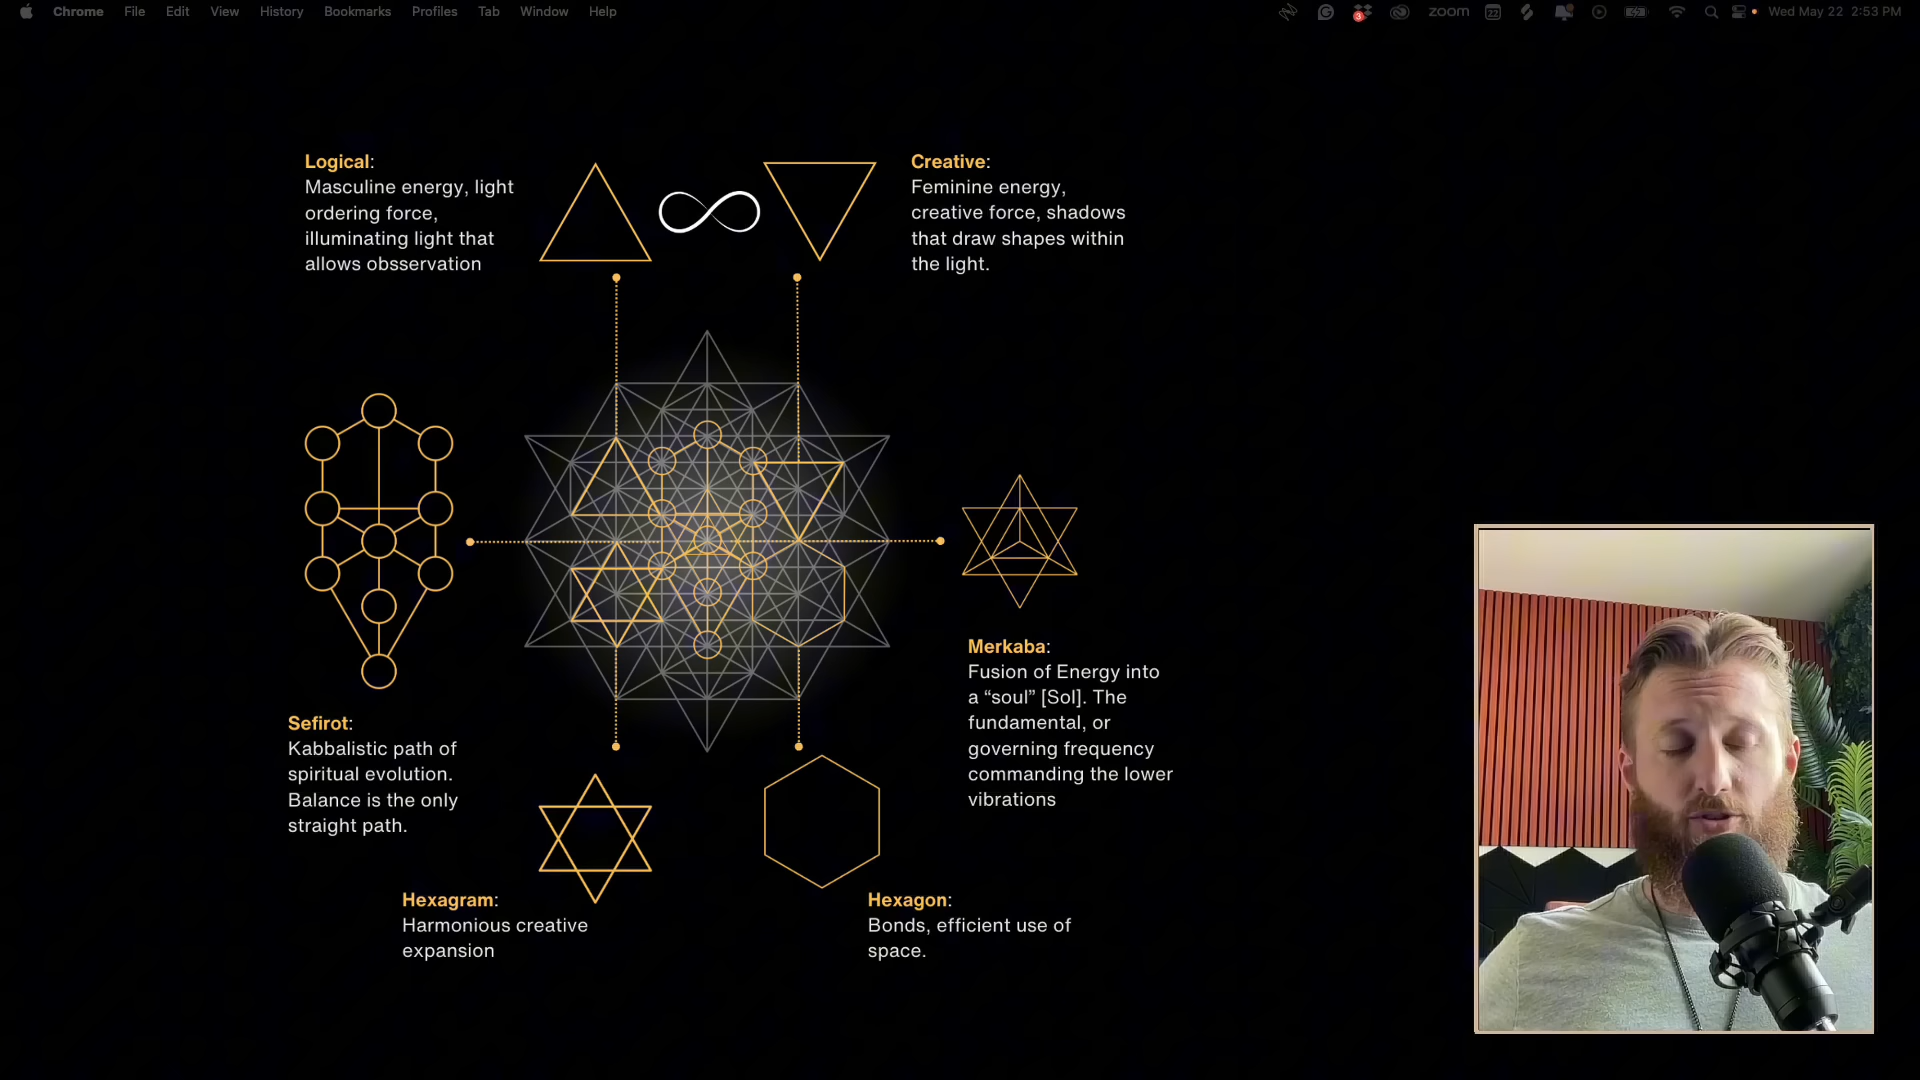 Chrome File Edit View History Bookmarks Profiles Tab Window Help
3 zoom 22 Wed May 22 2:53 PM
Logical:
Masculine energy, light
ordering force,
illuminating light that
allows obsservation
Creative:
Feminine energy,
creative force, shadows
that draw shapes within
the light.
Merkaba:
Fusion of Energy into
a “soul” [Sol]. The
fundamental, or
governing frequency
commanding the lower
vibrations
Sefirot:
Kabbalistic path of
spiritual evolution.
Balance is the only
straight path.
Hexagram:
Harmonious creative
expansion
Hexagon:
Bonds, efficient use of
space.